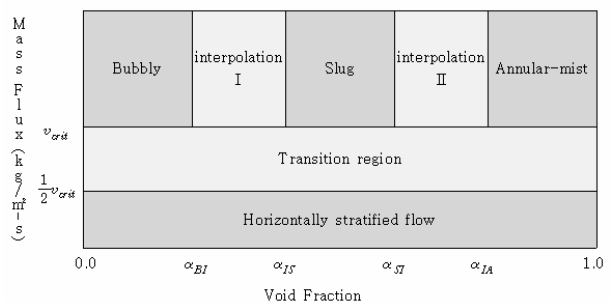 Mass Flux (kg/m²-s)
Bubbly
interpolation
I
Slug
interpolation
II
Annular-mist
v_crit
Transition region
1/2 v_crit
Horizontally stratified flow
0.0 α_BI α_IS α_SI α_IA 1.0
Void Fraction